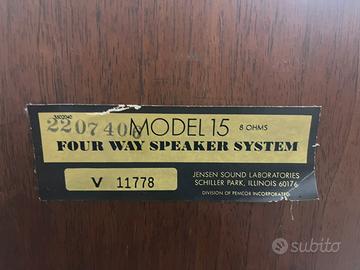 5602040
2207406 MODEL 15 8 OHMS
FOUR WAY SPEAKER SYSTEM
V 11778
JENSEN SOUND LABORATORIES
SCHILLER PARK, ILLINOIS 60176
DIVISION OF PEMCOR INCORPORATED
subito